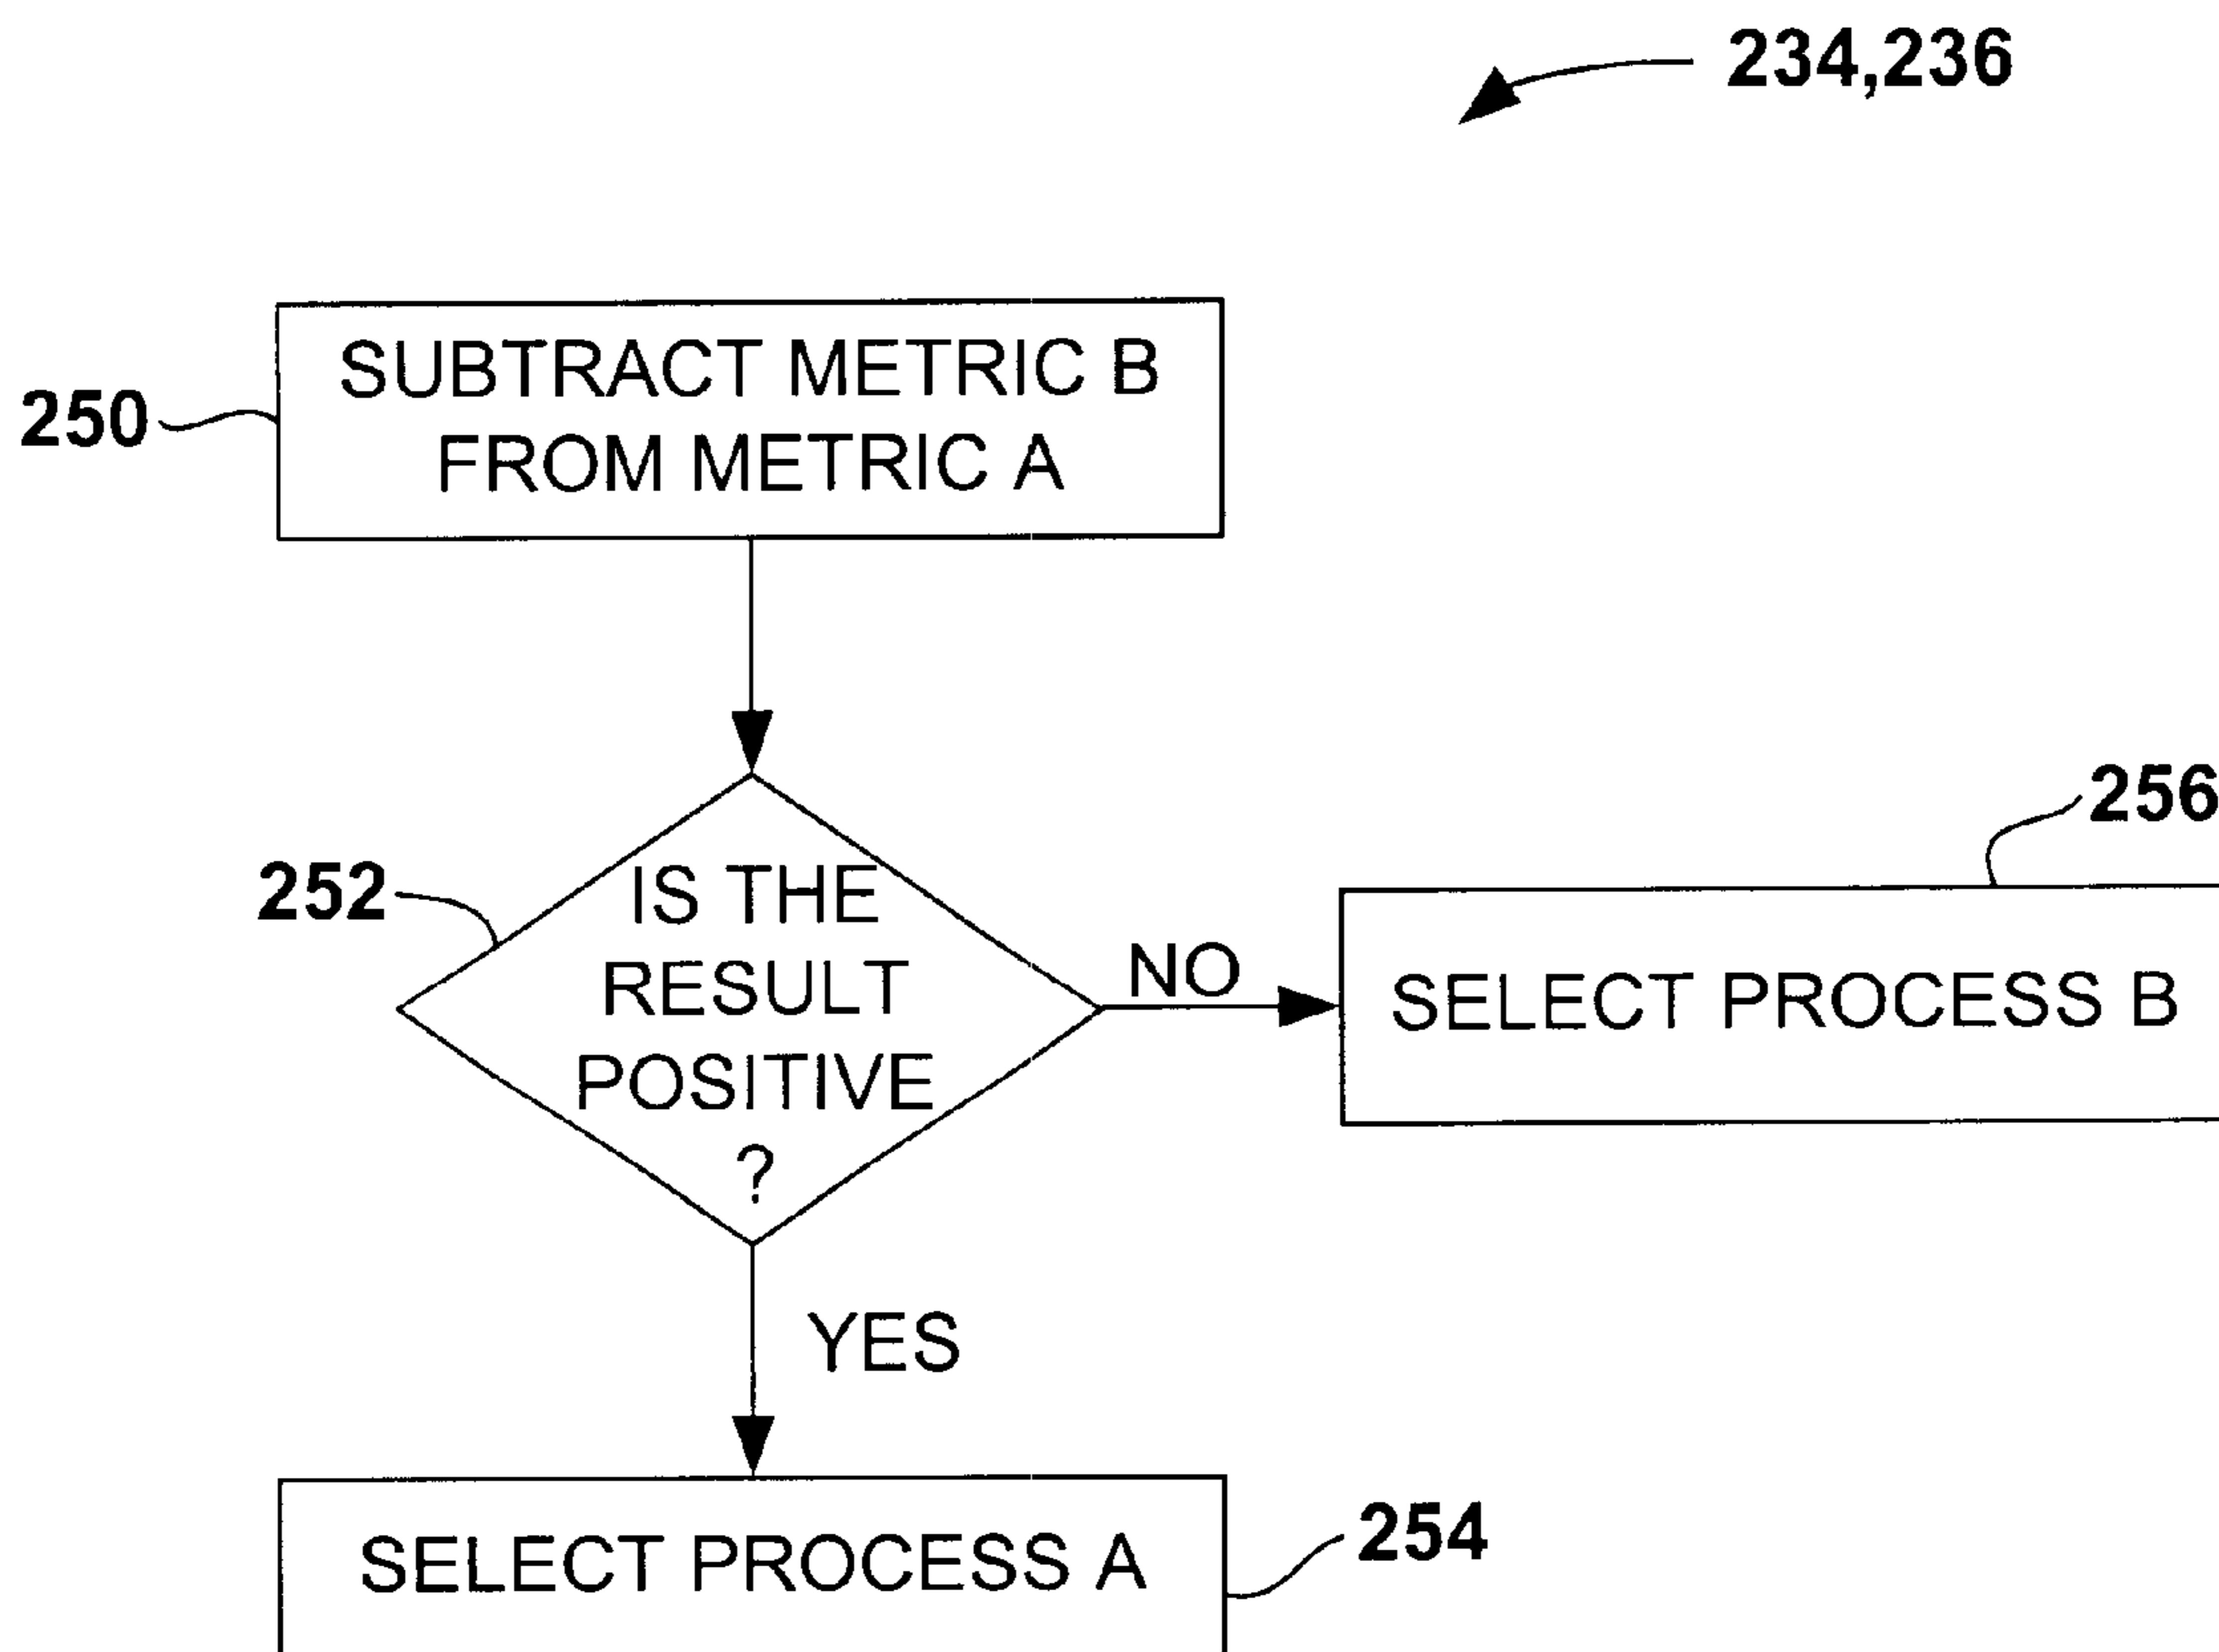 234,236
SUBTRACT METRIC B
FROM METRIC A
250
256
252
IS THE
RESULT
POSITIVE
?
NO
SELECT PROCESS B
YES
SELECT PROCESS A
254